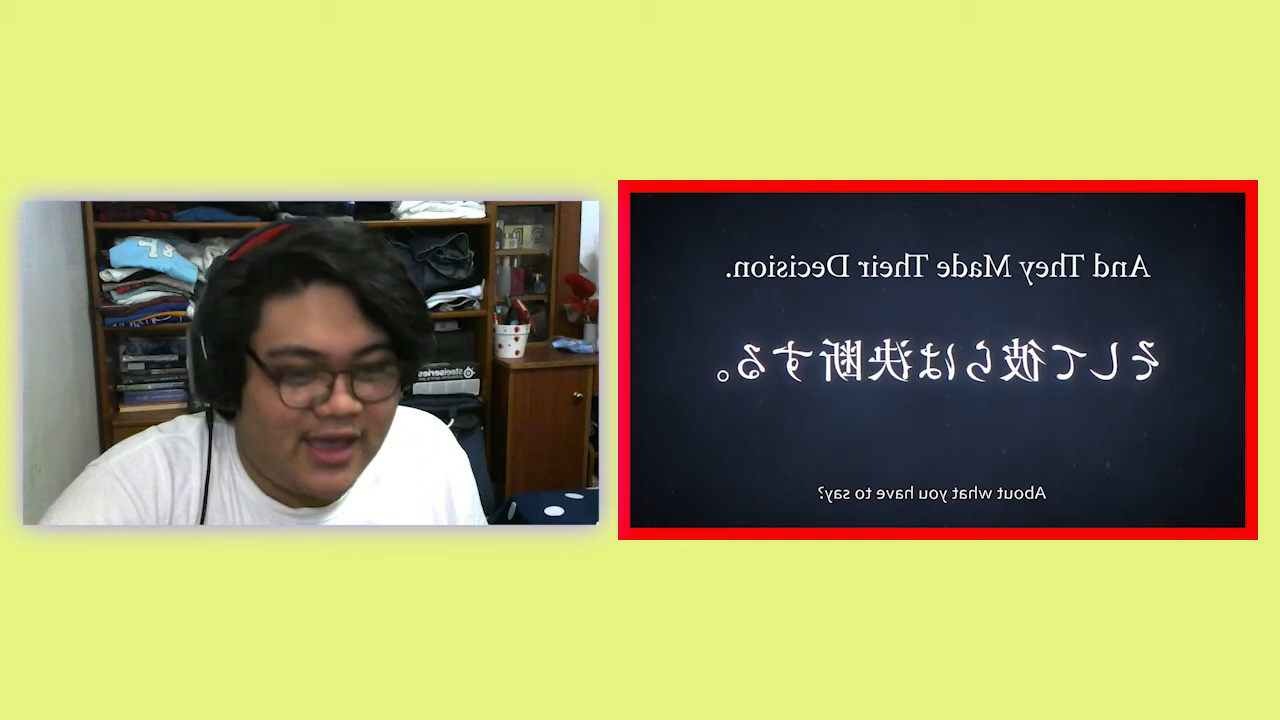 And They Made Their Decision.
そして彼らは決断する。
About what you have to say?
steelseries